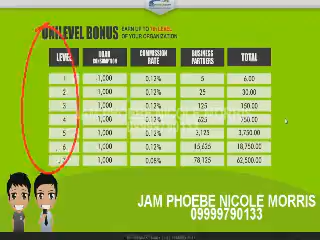 UNILEVEL BONUS EARN UP TO 7th LEVEL
OF YOUR ORGANIZATION
LEVEL LOAD CONSUMPTION COMMISSION RATE BUSINESS PARTNERS TOTAL
1 1,000 0.12% 5 6.00
2 1,000 0.12% 25 30.00
3 1,000 0.12% 125 150.00
4 1,000 0.12% 625 750.00
5 1,000 0.12% 3,125 3,750.00
6 1,000 0.12% 15,625 18,750.00
7 1,000 0.08% 78,125 62,500.00
JAM PHOEBE NICOLE MORRIS
09999790133